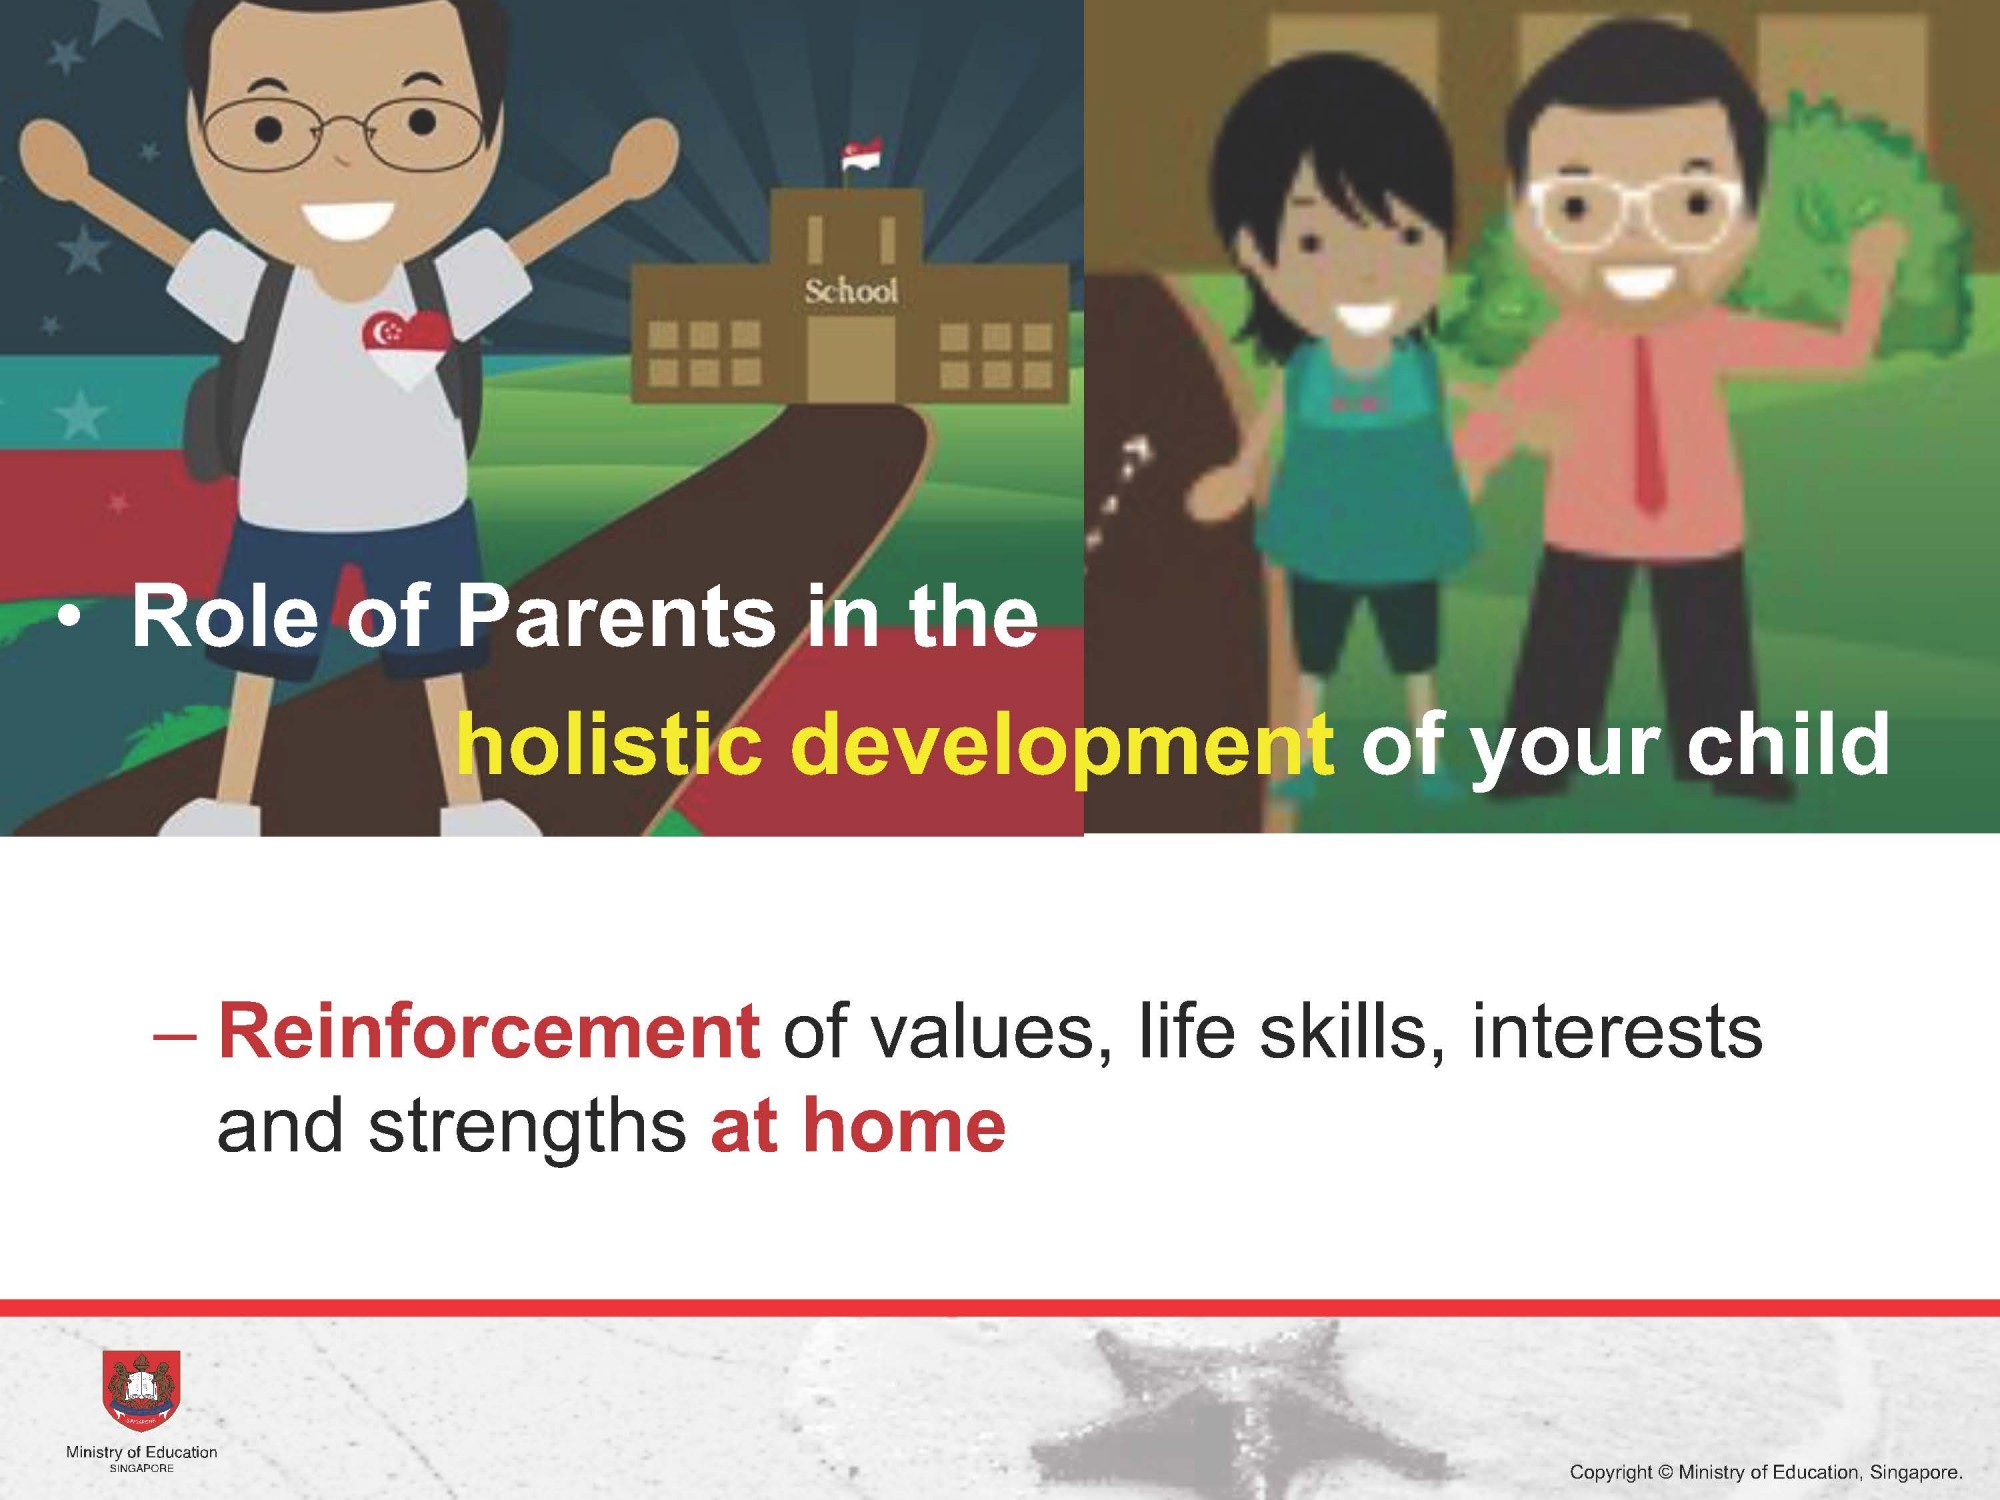 School
• Role of Parents in the
holistic development of your child
– Reinforcement of values, life skills, interests
and strengths at home
SINGAPORE
Ministry of Education
SINGAPORE
Copyright © Ministry of Education, Singapore.